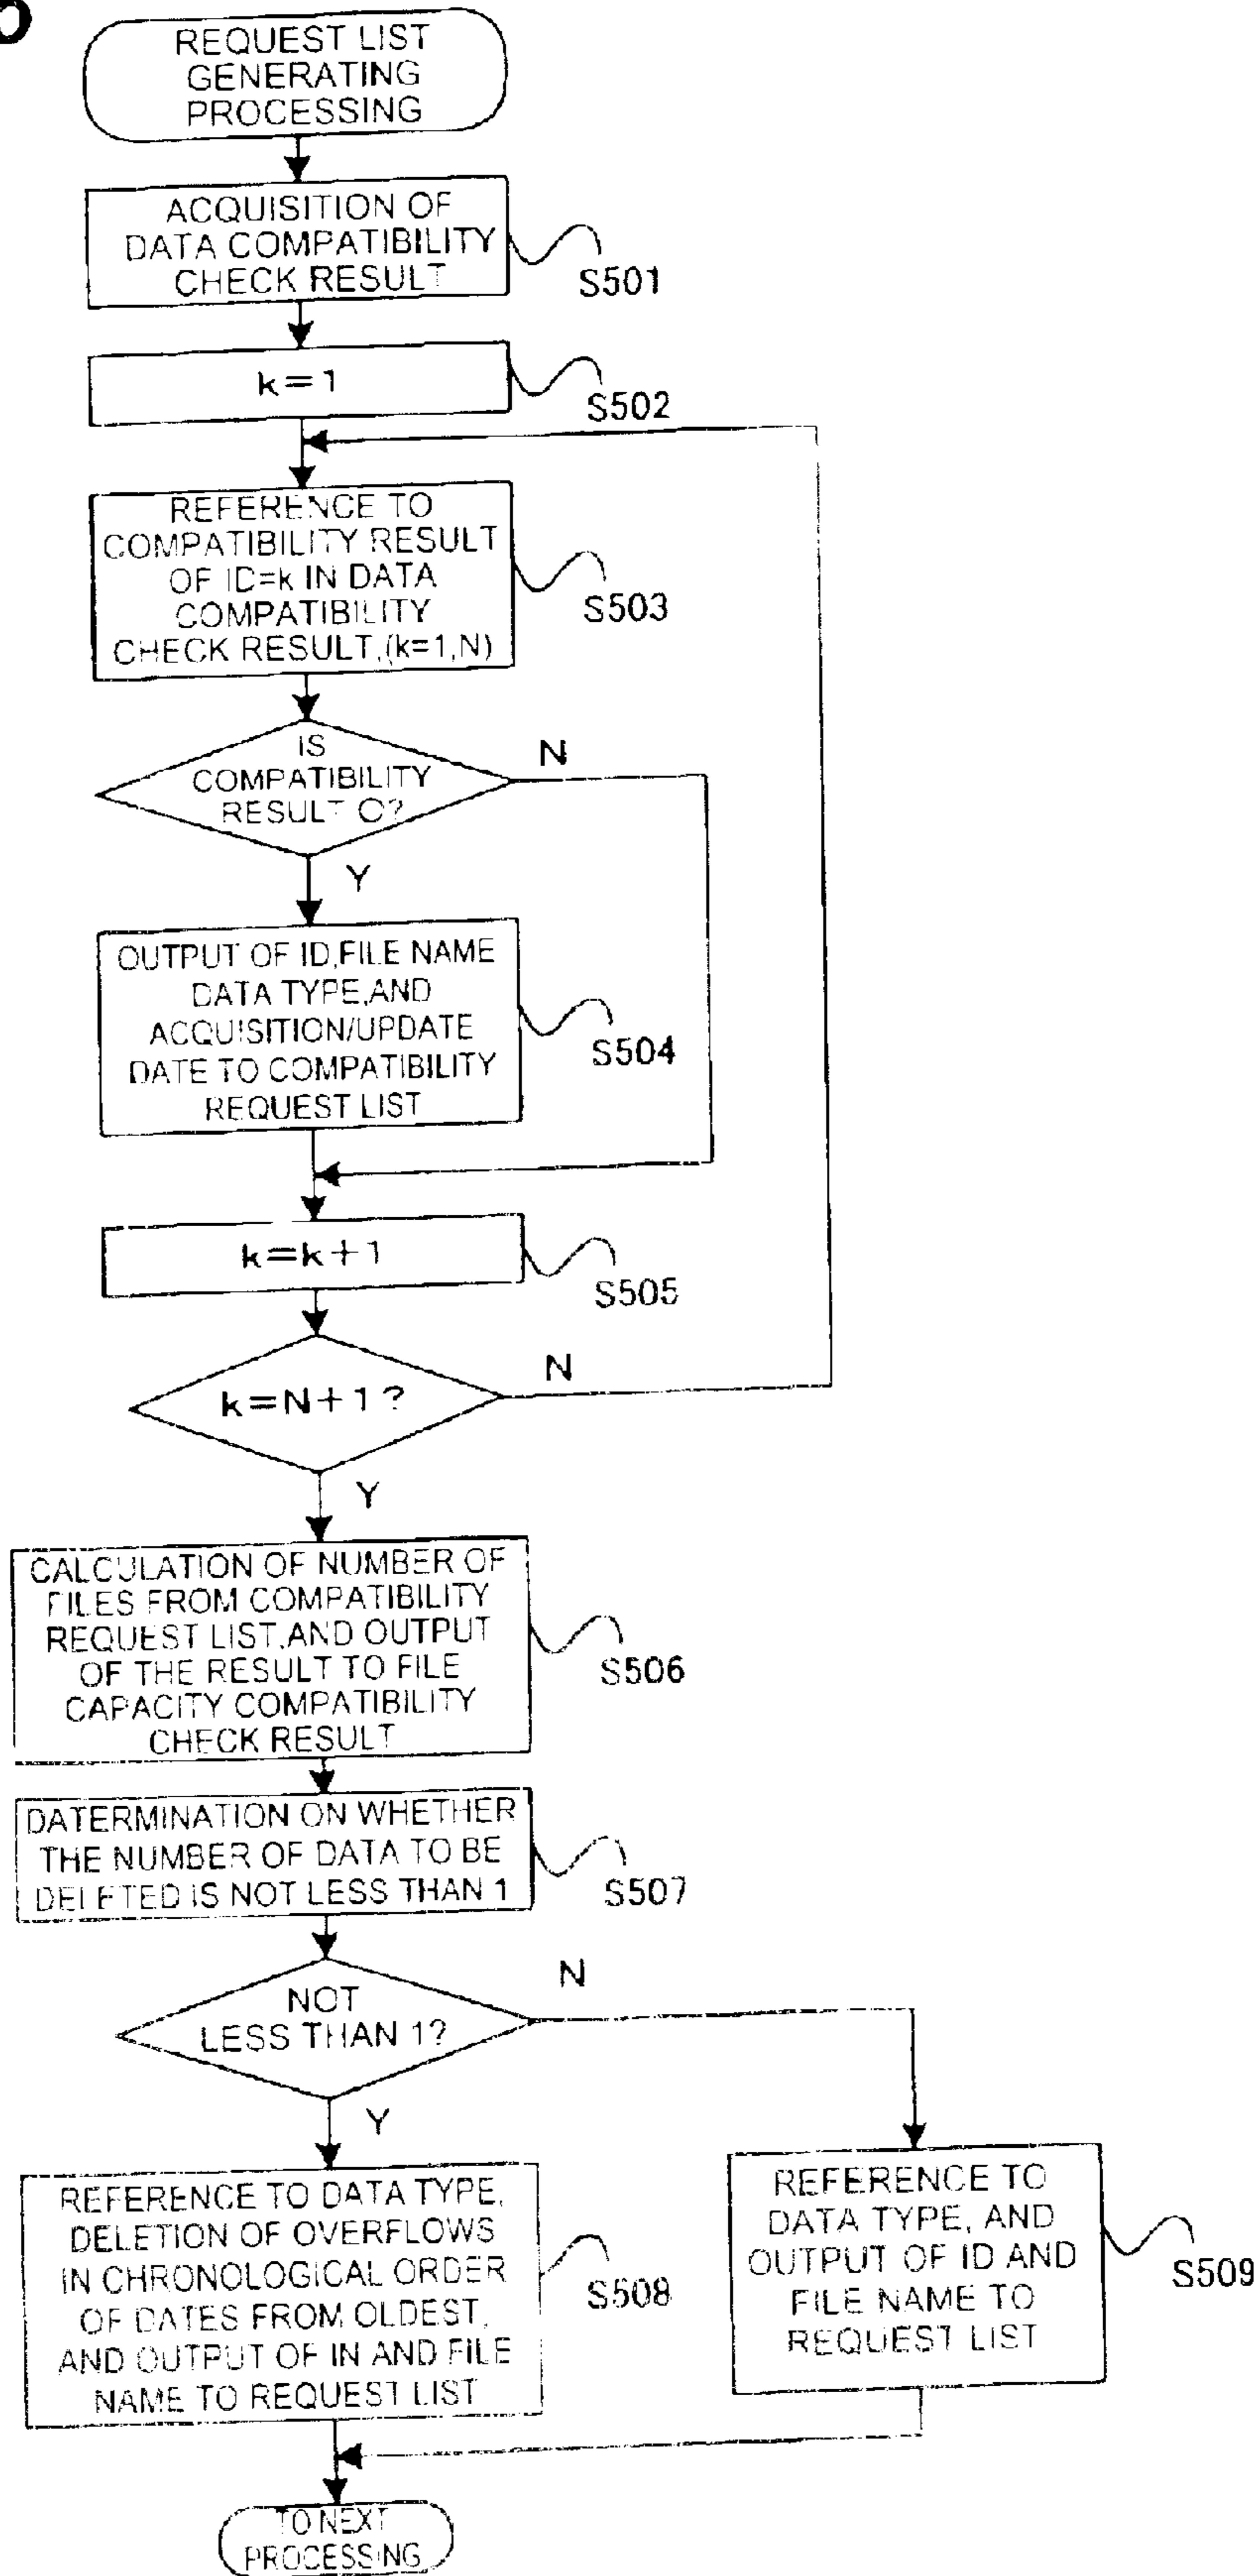 REQUEST LIST
GENERATING
PROCESSING
ACQUISITION OF
DATA COMPATIBILITY
CHECK RESULT
S501
k=1
S502
REFERENCE TO
COMPATIBILITY RESULT
OF ID=k IN DATA
COMPATIBILITY
CHECK RESULT,(k=1,N)
S503
IS
COMPATIBILITY
RESULT O?
N
Y
OUTPUT OF ID,FILE NAME
DATA TYPE,AND
ACQUISITION/UPDATE
DATE TO COMPATIBILITY
REQUEST LIST
S504
k=k+1
S505
k=N+1?
N
Y
CALCULATION OF NUMBER OF
FILES FROM COMPATIBILITY
REQUEST LIST,AND OUTPUT
OF THE RESULT TO FILE
CAPACITY COMPATIBILITY
CHECK RESULT
S506
DATERMINATION ON WHETHER
THE NUMBER OF DATA TO BE
DELETED IS NOT LESS THAN 1
S507
NOT
LESS THAN 1?
N
Y
REFERENCE TO DATA TYPE,
DELETION OF OVERFLOWS
IN CHRONOLOGICAL ORDER
OF DATES FROM OLDEST,
AND OUTPUT OF IN AND FILE
NAME TO REQUEST LIST
S508
REFERENCE TO
DATA TYPE, AND
OUTPUT OF ID AND
FILE NAME TO
REQUEST LIST
S509
TO NEXT
PROCESSING